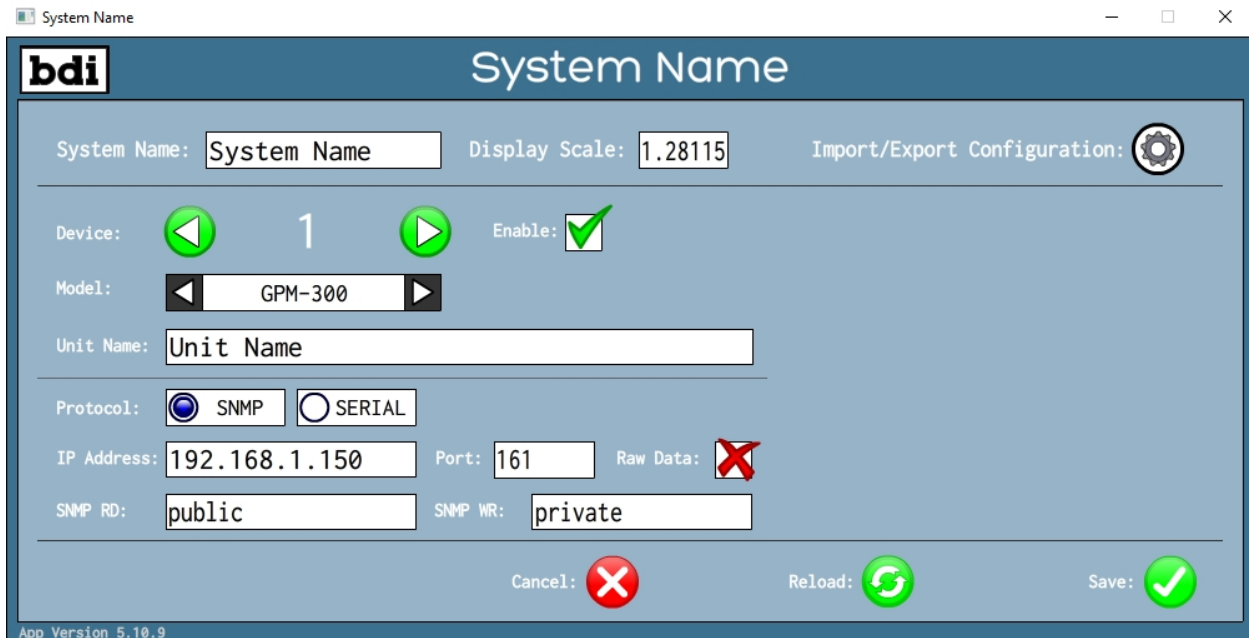 System Name
bdi
System Name
System Name: System Name Display Scale: 1.28115 Import/Export Configuration:
Device: 1 Enable:
Model: GPM-300
Unit Name: Unit Name
Protocol: SNMP SERIAL
IP Address: 192.168.1.150 Port: 161 Raw Data:
SNMP RD: public SNMP WR: private
Cancel: Reload: Save:
App Version 5.10.9